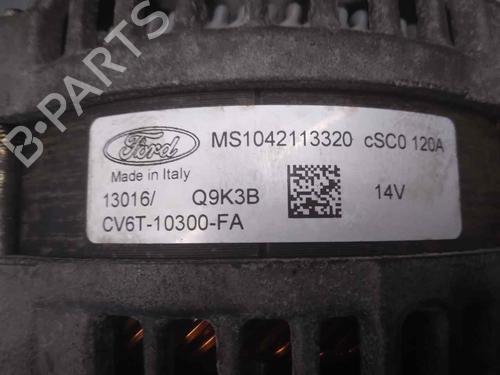 Ford
MS1042113320 cSC0 120A
Made in Italy
13016/ Q9K3B
14V
CV6T-10300-FA
B-PARTS